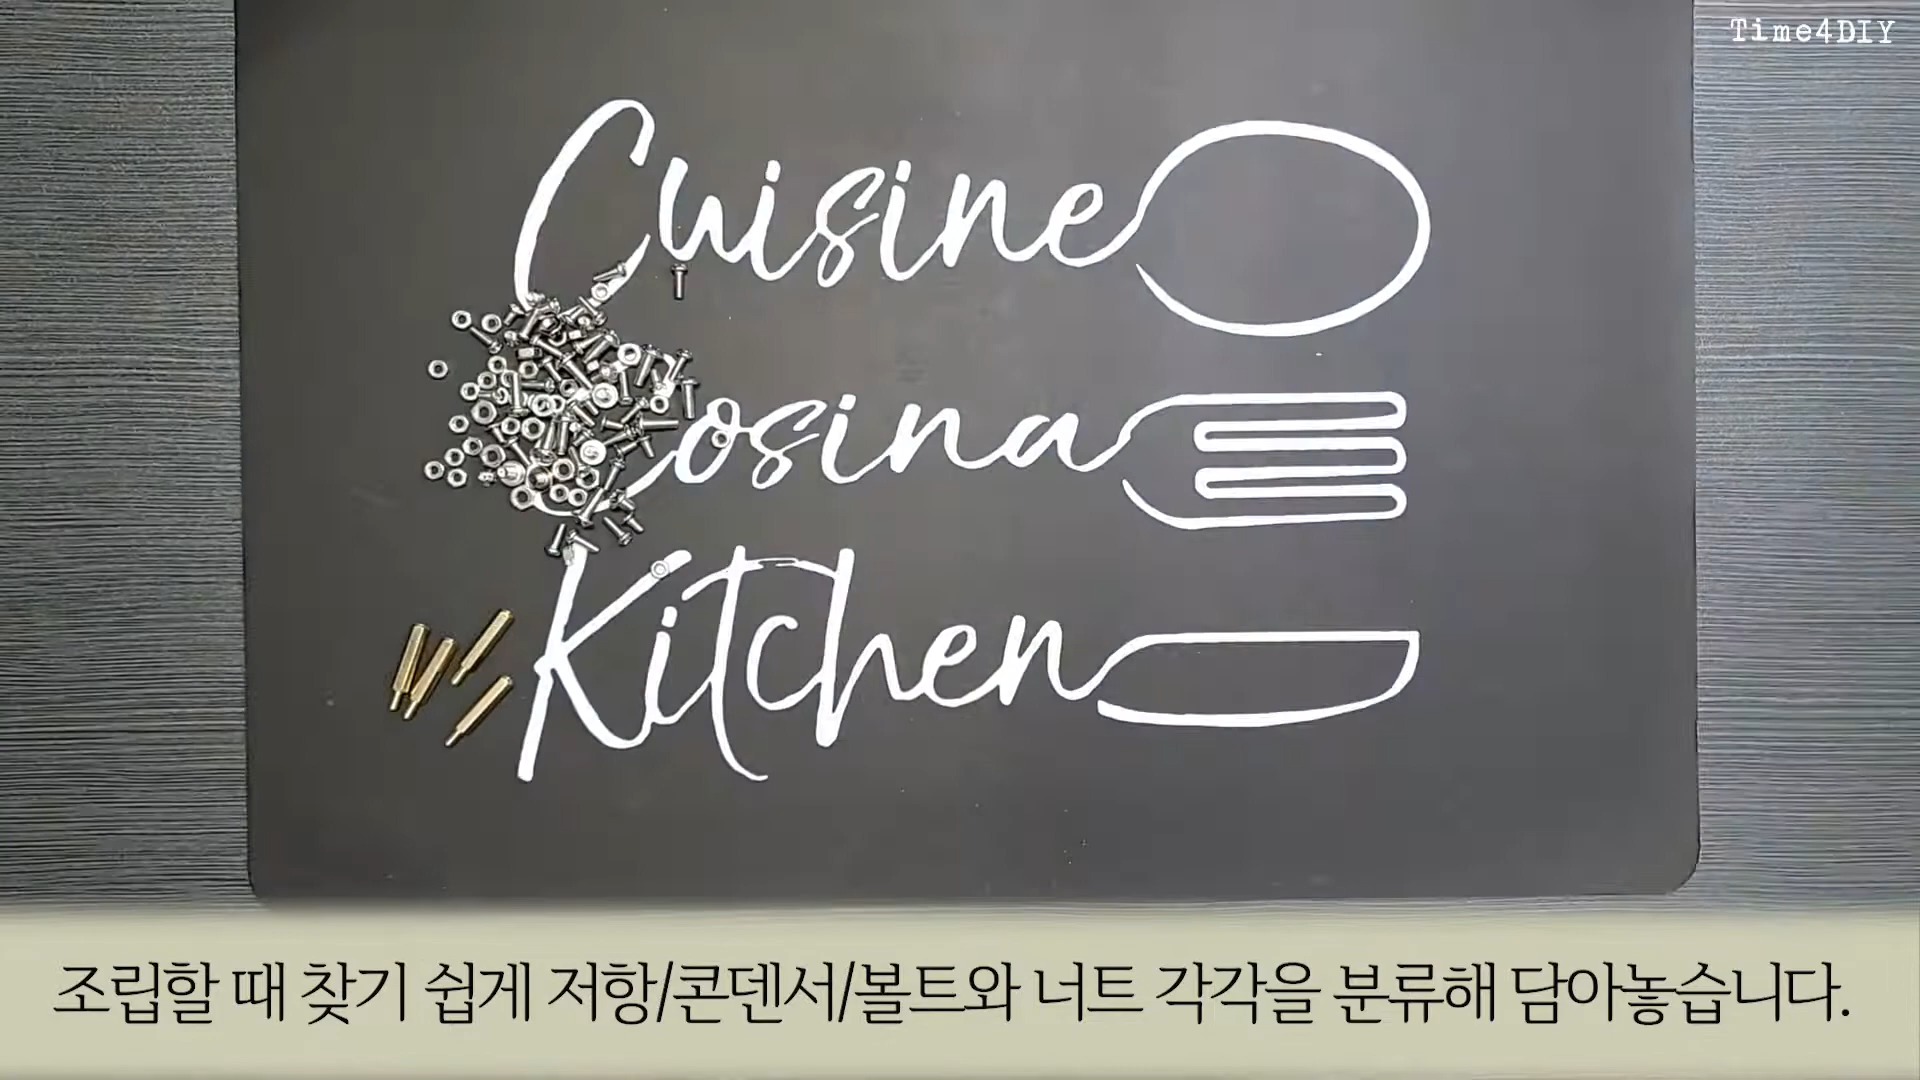 Time4DIY
Cuisine
osina
Kitchen
조립할 때 찾기 쉽게 저항/콘덴서/볼트와 너트 각각을 분류해 담아놓습니다.